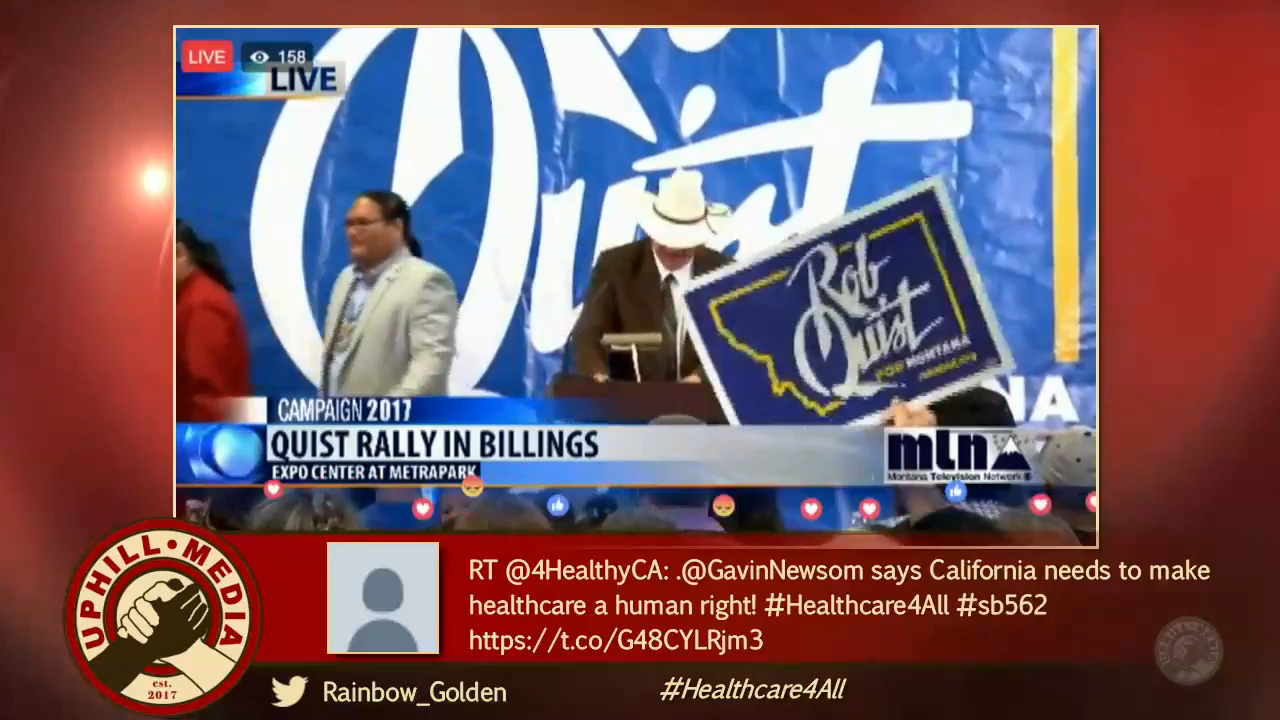 LIVE 158
LIVE
Quist
Rob
Quist
FOR MONTANA
NA
CAMPAIGN 2017
QUIST RALLY IN BILLINGS
EXPO CENTER AT METRAPARK
mtn
Montana Television Network
UPHILL • MEDIA
est.
2017
RT @4HealthyCA: .@GavinNewsom says California needs to make
healthcare a human right! #Healthcare4All #sb562
https://t.co/G48CYLRjm3
Rainbow_Golden
#Healthcare4All